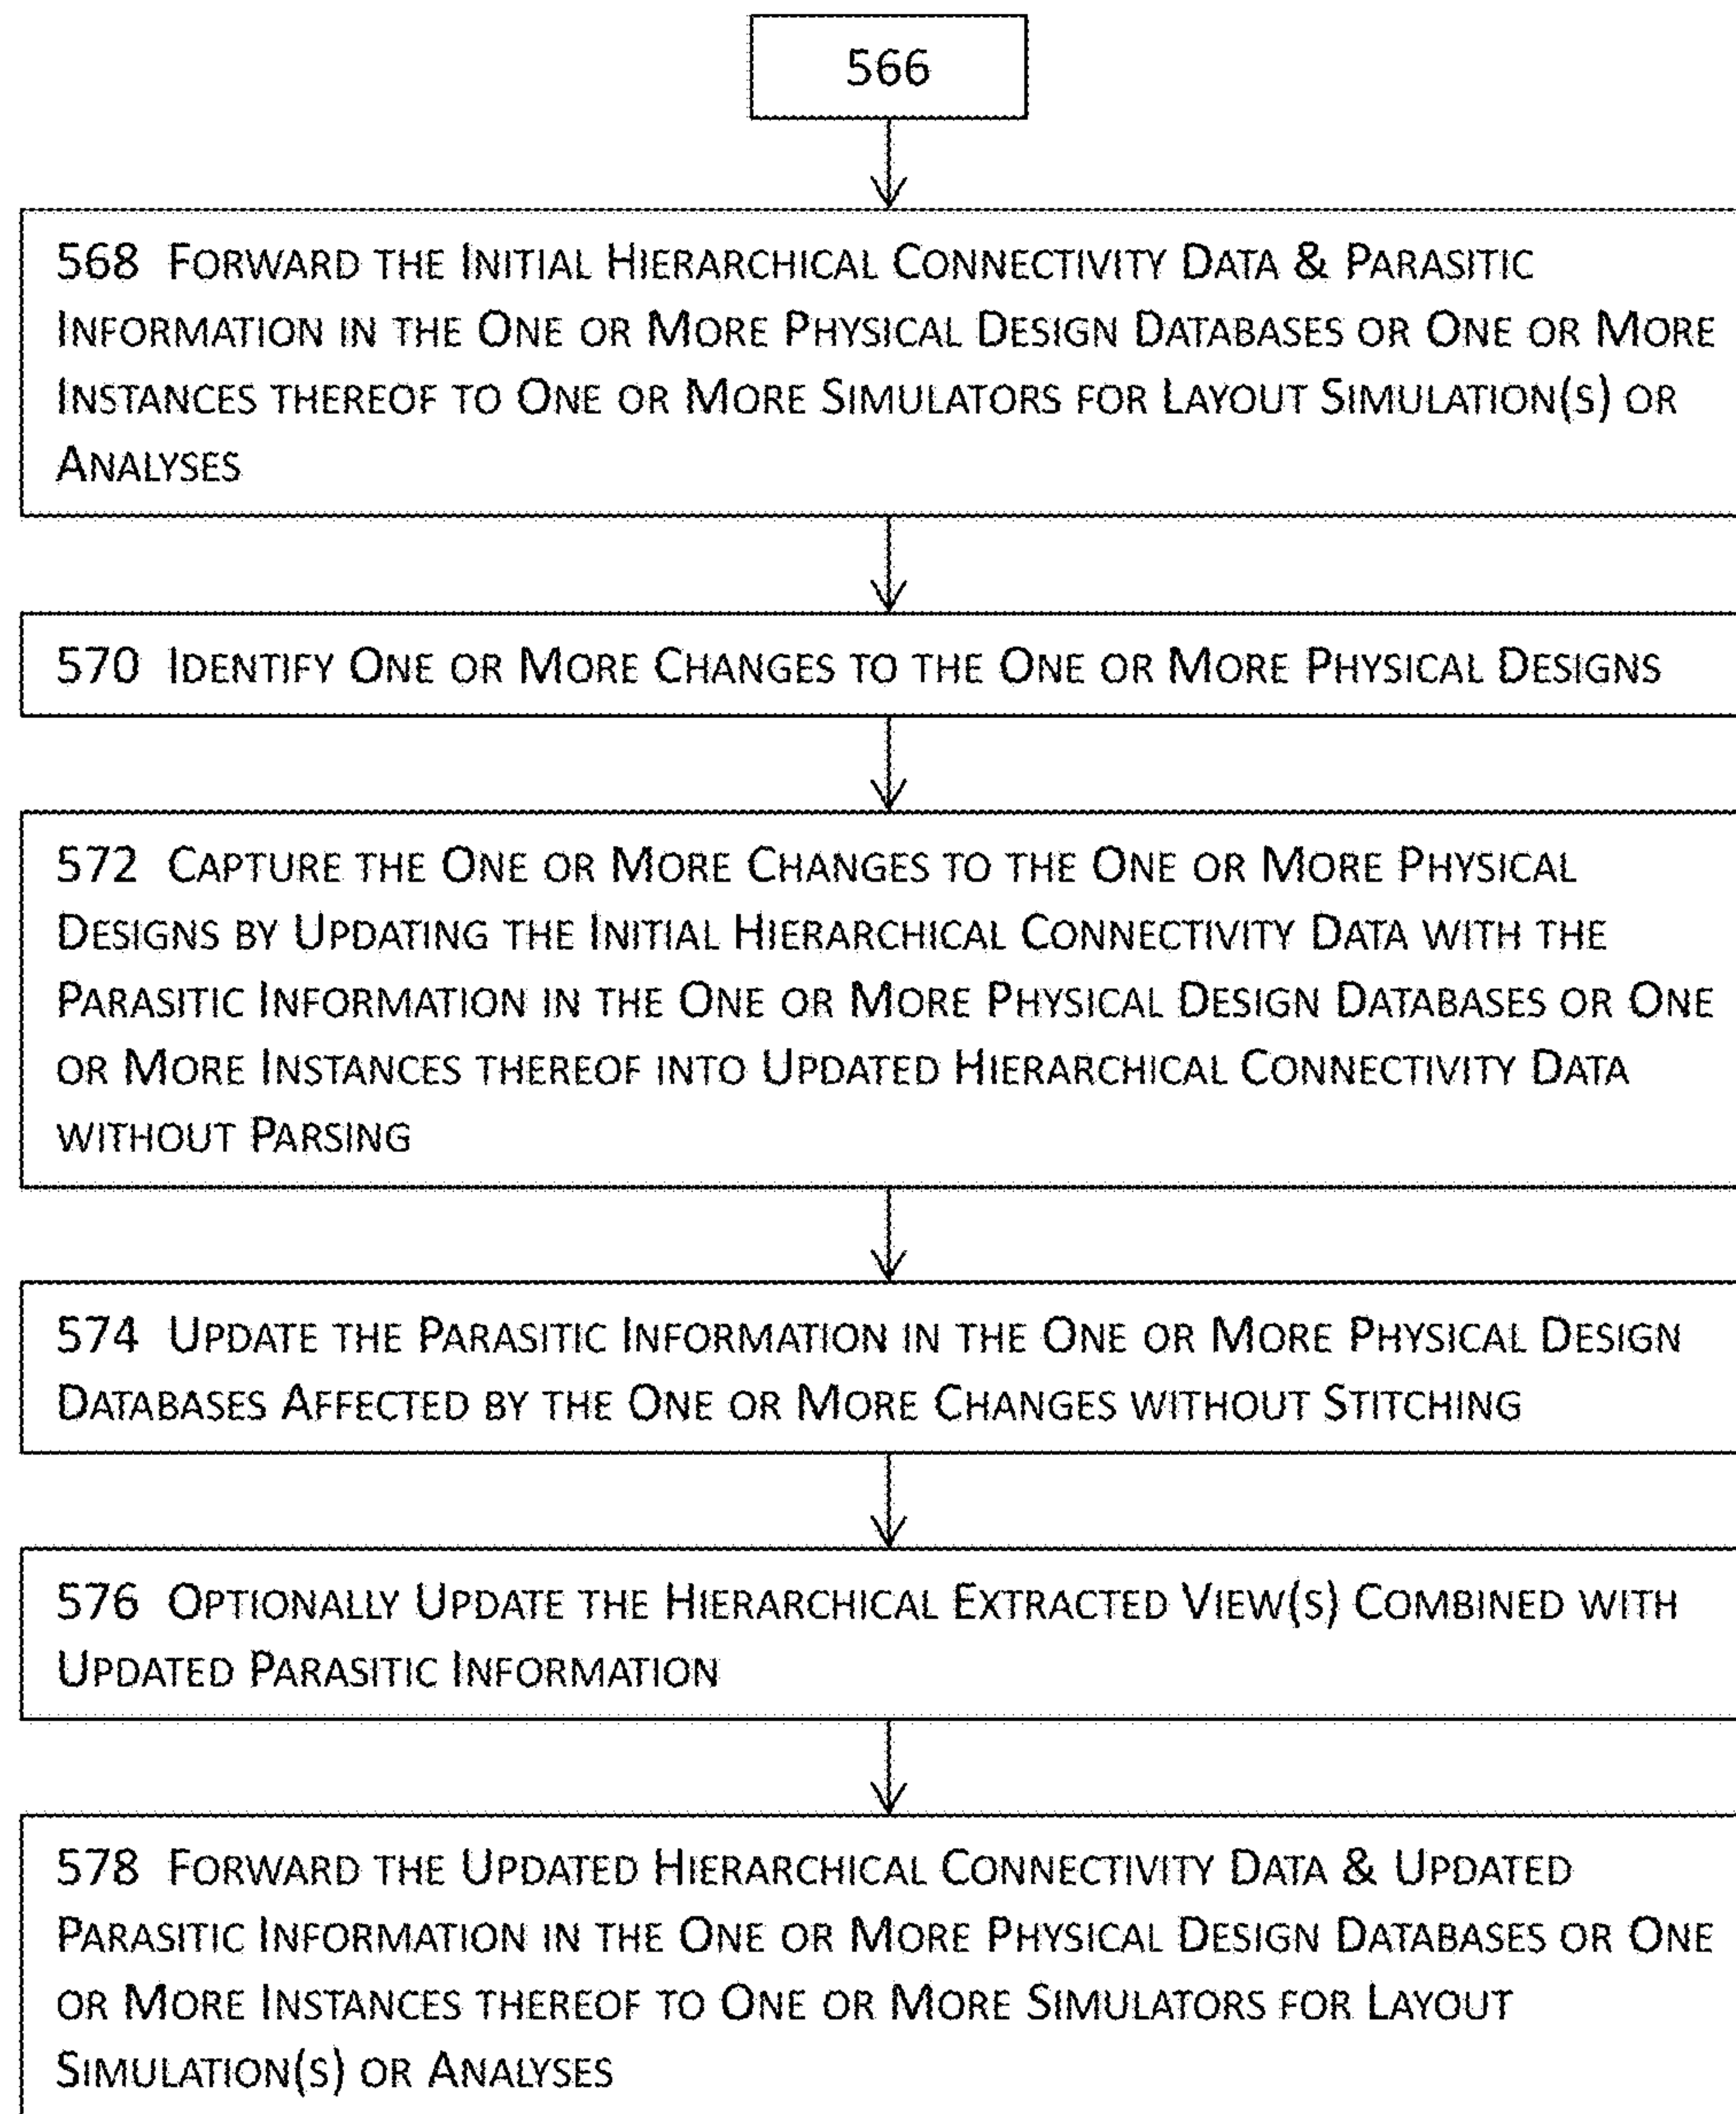 566
568 Forward the Initial Hierarchical Connectivity Data & Parasitic
Information in the One or More Physical Design Databases or One or More
Instances thereof to One or More Simulators for Layout Simulation(s) or
Analyses
570 Identify One or More Changes to the One or More Physical Designs
572 Capture the One or More Changes to the One or More Physical
Designs by Updating the Initial Hierarchical Connectivity Data with the
Parasitic Information in the One or More Physical Design Databases or One
or More Instances thereof into Updated Hierarchical Connectivity Data
without Parsing
574 Update the Parasitic Information in the One or More Physical Design
Databases Affected by the One or More Changes without Stitching
576 Optionally Update the Hierarchical Extracted View(s) Combined with
Updated Parasitic Information
578 Forward the Updated Hierarchical Connectivity Data & Updated
Parasitic Information in the One or More Physical Design Databases or One
or More Instances thereof to One or More Simulators for Layout
Simulation(s) or Analyses